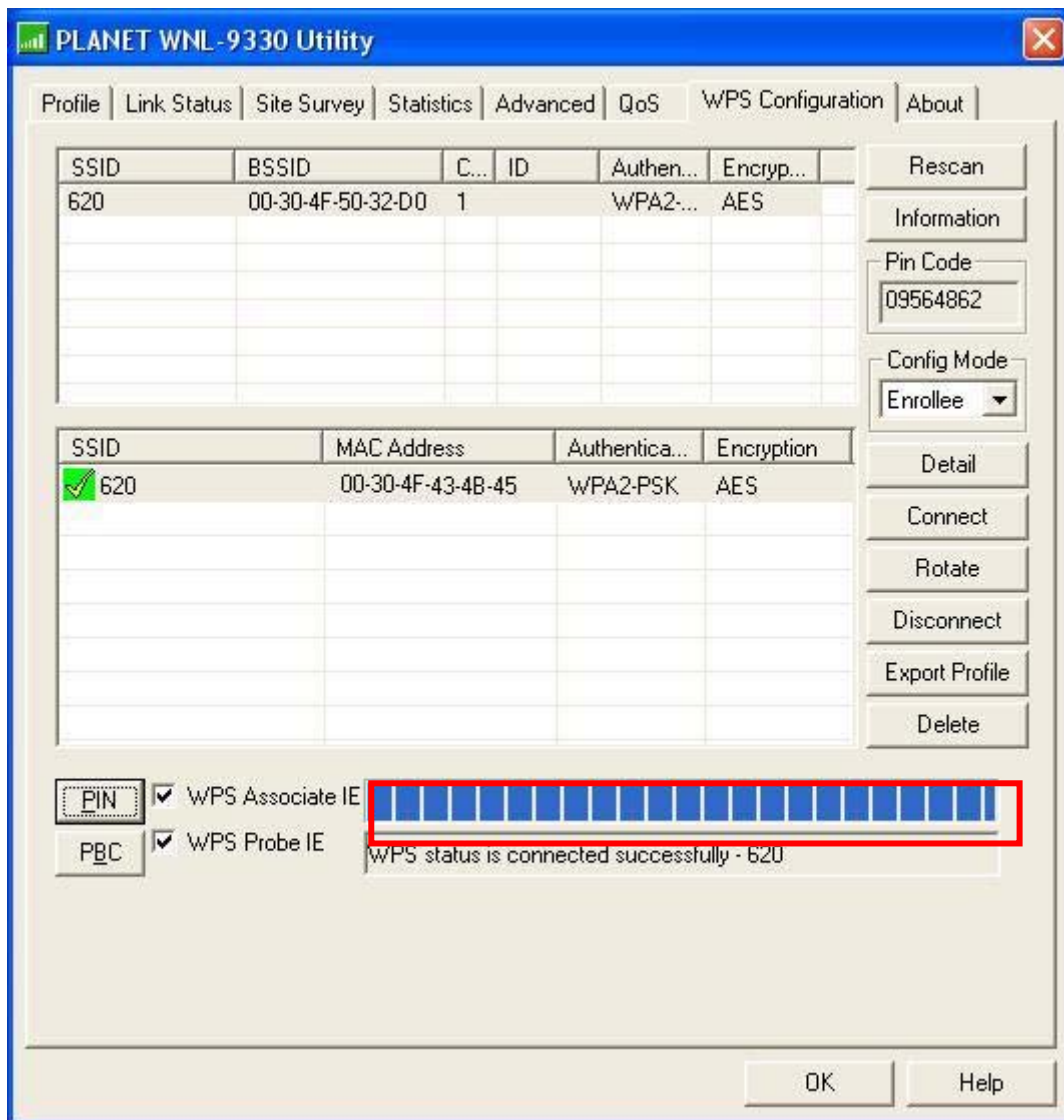 PLANET WNL-9330 Utility
Profile Link Status Site Survey Statistics Advanced QoS WPS Configuration About
SSID BSSID C... ID Authen... Encryp...
620 00-30-4F-50-32-D0 1 WPA2-... AES
Rescan
Information
Pin Code
09564862
Config Mode
Enrollee
SSID MAC Address Authentica... Encryption
620 00-30-4F-43-4B-45 WPA2-PSK AES
Detail
Connect
Rotate
Disconnect
Export Profile
Delete
PIN WPS Associate IE
PBC WPS Probe IE
WPS status is connected successfully - 620
OK Help